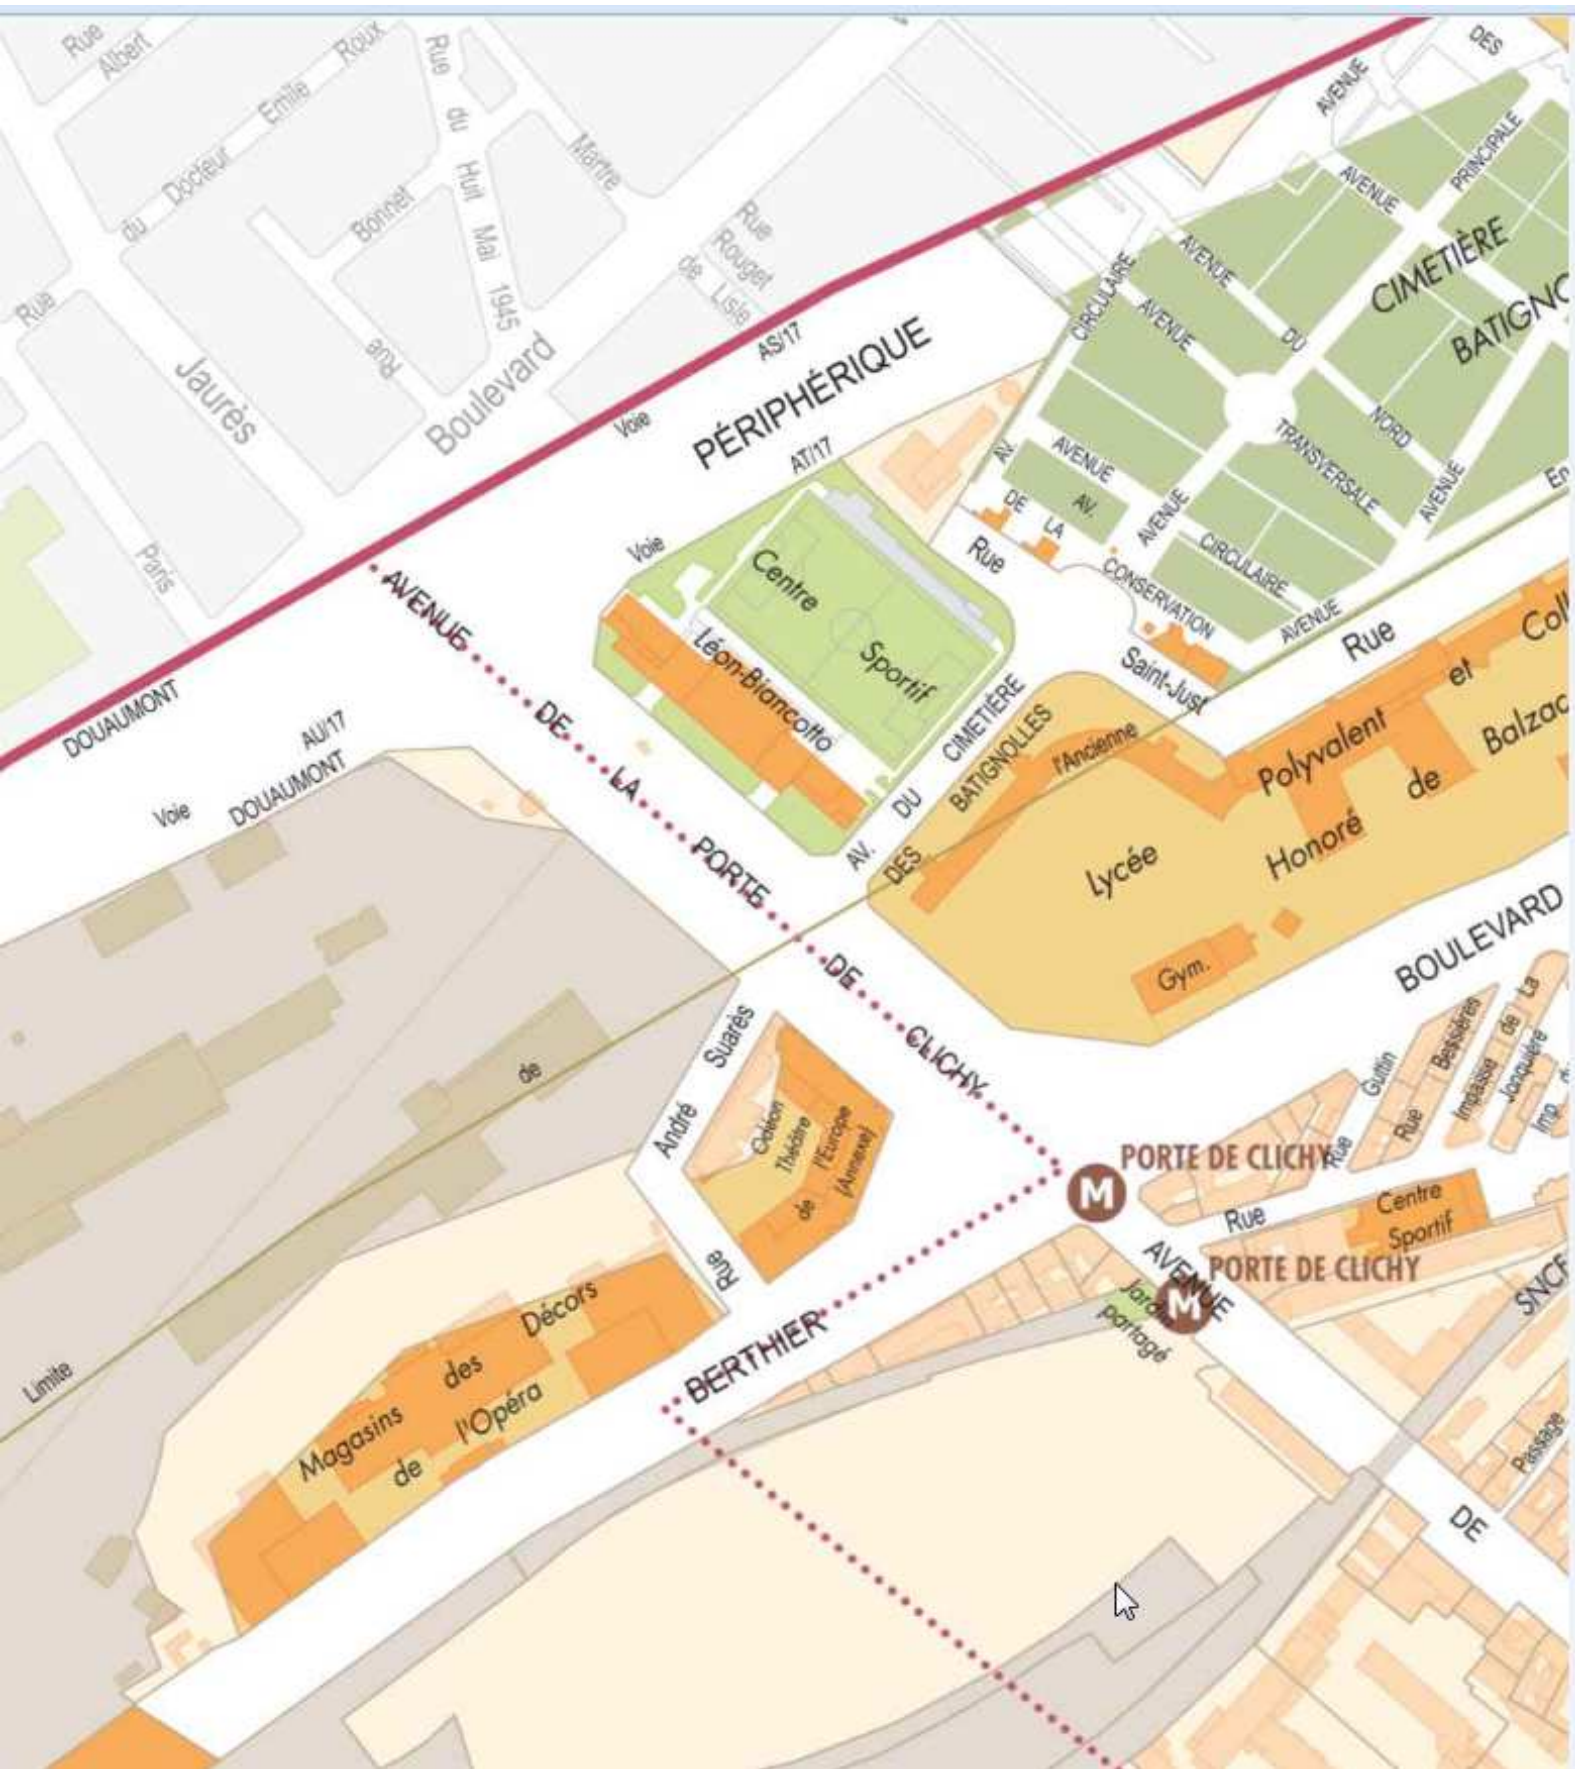 Rue
Albert
Rue
du
Docteur
Emile
Roux
Rue
du
Huit
Mai
1945
Bonnet
Rue
Martre
Rue
Rouget
de Lisle
Jaurès
Boulevard
Paris
Voie
AS/17
PÉRIPHÉRIQUE
AT/17
Voie
DOUAUMONT
AU/17
Voie
DOUAUMONT
AVENUE
DE
LA
PORTE
DE
CLICHY
Centre
Sportif
Léon-Biancotto
AVENUE
DES
AVENUE
PRINCIPALE
CIMETIÈRE
AVENUE
DU
NORD
CIRCULAIRE
AVENUE
TRANSVERSALE
AVENUE
AV.
AVENUE
AV.
AVENUE
CIRCULAIRE
DE
LA
CONSERVATION
AVENUE
Rue
Saint-Just
Rue
AV.
DU
CIMETIÈRE
DES
BATIGNOLLES
l'Ancienne
Lycée
Polyvalent
et
Honoré
de
Balzac
Gym.
BOULEVARD
André
Suarès
Rue
Odéon
Théâtre
de
l'Europe
(Annexe)
de
Limite
Magasins
des
Décors
de
l'Opéra
BERTHIER
M
PORTE DE CLICHY
Rue
Guttin
Rue
Bessières
Impasse
de
La
Jonquière
Imp.
Rue
Centre
Sportif
AVENUE
M
PORTE DE CLICHY
Jardin
partagé
SNCF
Passage
DE